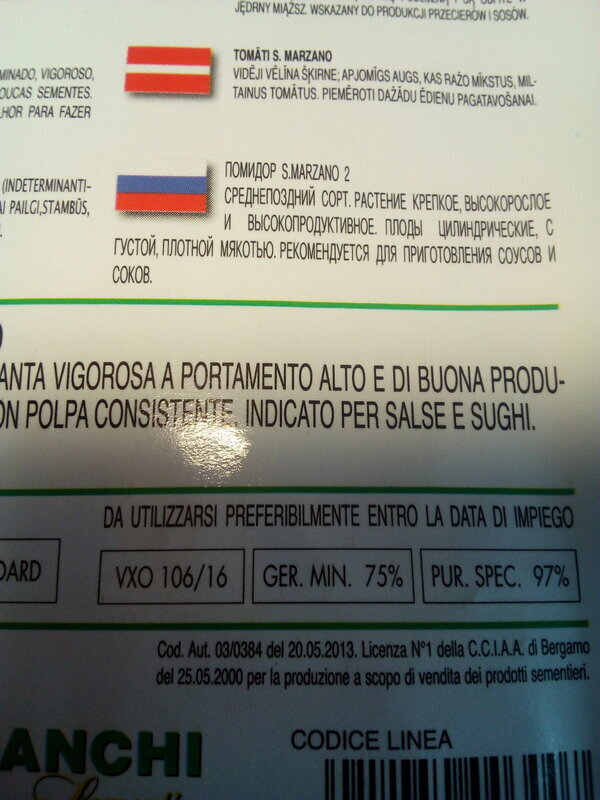 JĘDRNY MIĄŻSZ. WSKAZANY DO PRODUKCJI PRZECIERÓW I SOSÓW.
MINADO, VIGOROSO,
OUCAS SEMENTES.
HOR PARA FAZER
TOMĀTI S. MARZANO
VIDĒJI VĒLĪNA ŠĶIRNE; APJOMĪGS AUGS, KAS RAŽO MĪKSTUS, MIL-
TAINUS TOMĀTUS. PIEMĒROTI DAŽĀDU ĒDIENU PAGATAVOŠANAI.
(INDETERMINANTI-
AI PAILGI,STAMBŪS,
ПОМИДОР S.MARZANO 2
СРЕДНЕПОЗДНИЙ СОРТ. РАСТЕНИЕ КРЕПКОЕ, ВЫСОКОРОСЛОЕ
И ВЫСОКОПРОДУКТИВНОЕ. ПЛОДЫ ЦИЛИНДРИЧЕСКИЕ, С
ГУСТОЙ, ПЛОТНОЙ МЯКОТЬЮ. РЕКОМЕНДУЕТСЯ ДЛЯ ПРИГОТОВЛЕНИЯ СОУСОВ И
СОКОВ.
ANTA VIGOROSA A PORTAMENTO ALTO E DI BUONA PRODU-
ON POLPA CONSISTENTE, INDICATO PER SALSE E SUGHI.
DA UTILIZZARSI PREFERIBILMENTE ENTRO LA DATA DI IMPIEGO
DARD
VXO 106/16
GER. MIN. 75%
PUR. SPEC. 97%
Cod. Aut. 03/0384 del 20.05.2013. Licenza N°1 della C.C.I.A.A. di Bergamo
del 25.05.2000 per la produzione a scopo di vendita dei prodotti sementieri.
ANCHI
CODICE LINEA